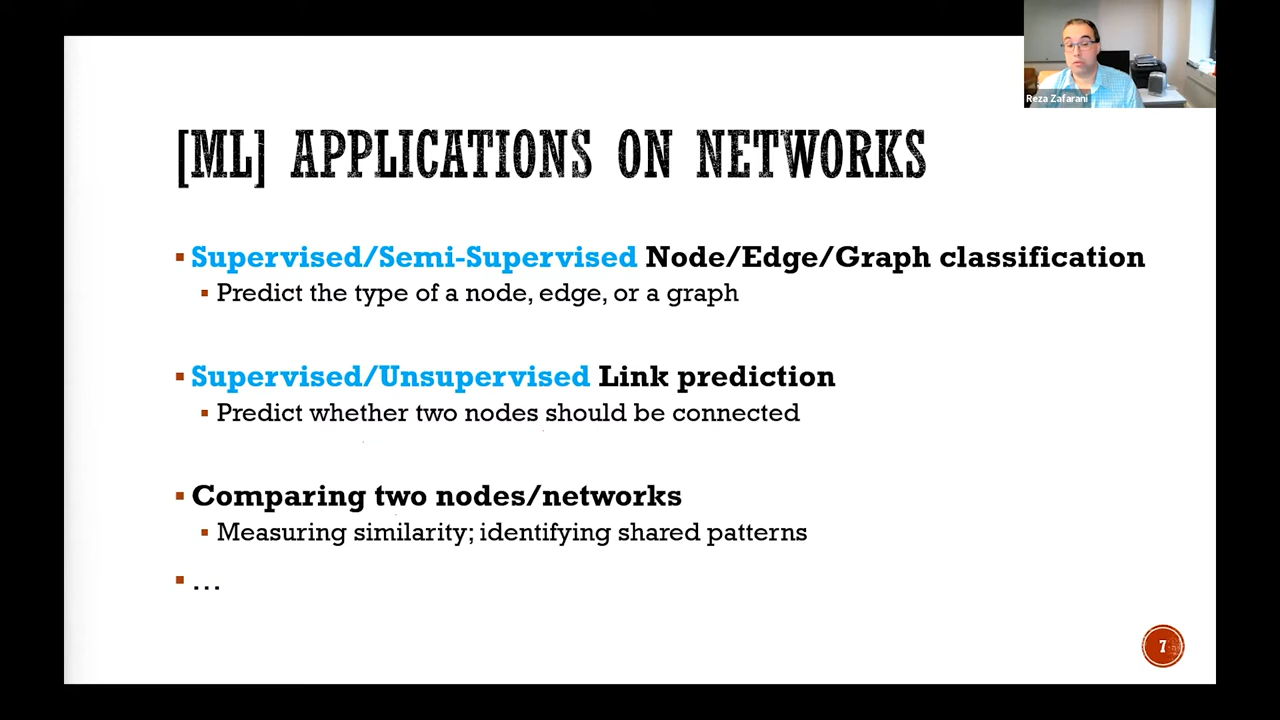 Reza Zafarani
[ML] APPLICATIONS ON NETWORKS
▪ Supervised/Semi-Supervised Node/Edge/Graph classification
▪ Predict the type of a node, edge, or a graph
▪ Supervised/Unsupervised Link prediction
▪ Predict whether two nodes should be connected
▪ Comparing two nodes/networks
▪ Measuring similarity; identifying shared patterns
▪ ...
7